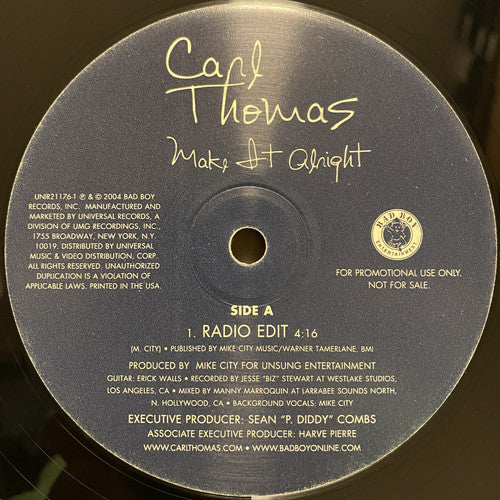 Carl
Thomas
Make It Alright
UNIR21176-1 ℗ & © 2004 BAD BOY
RECORDS, INC. MANUFACTURED AND
MARKETED BY UNIVERSAL RECORDS, A
DIVISION OF UMG RECORDINGS, INC.,
1755 BROADWAY, NEW YORK, N.Y.
10019. DISTRIBUTED BY UNIVERSAL
MUSIC & VIDEO DISTRIBUTION, CORP.
ALL RIGHTS RESERVED. UNAUTHORIZED
DUPLICATION IS A VIOLATION OF
APPLICABLE LAWS. PRINTED IN THE USA.
BAD BOY
ENTERTAINMENT
FOR PROMOTIONAL USE ONLY.
NOT FOR SALE.
SIDE A
1. RADIO EDIT 4:16
(M. CITY) • PUBLISHED BY MIKE CITY MUSIC/WARNER TAMERLANE, BMI
PRODUCED BY MIKE CITY FOR UNSUNG ENTERTAINMENT
GUITAR: ERICK WALLS • RECORDED BY JESSE "BIZ" STEWART AT WESTLAKE STUDIOS,
LOS ANGELES, CA • MIXED BY MANNY MARROQUIN AT LARRABEE SOUNDS NORTH,
N. HOLLYWOOD, CA • BACKGROUND VOCALS: MIKE CITY
EXECUTIVE PRODUCER: SEAN "P. DIDDY" COMBS
ASSOCIATE EXECUTIVE PRODUCER: HARVE PIERRE
WWW.CARLTHOMAS.COM • WWW.BADBOYONLINE.COM